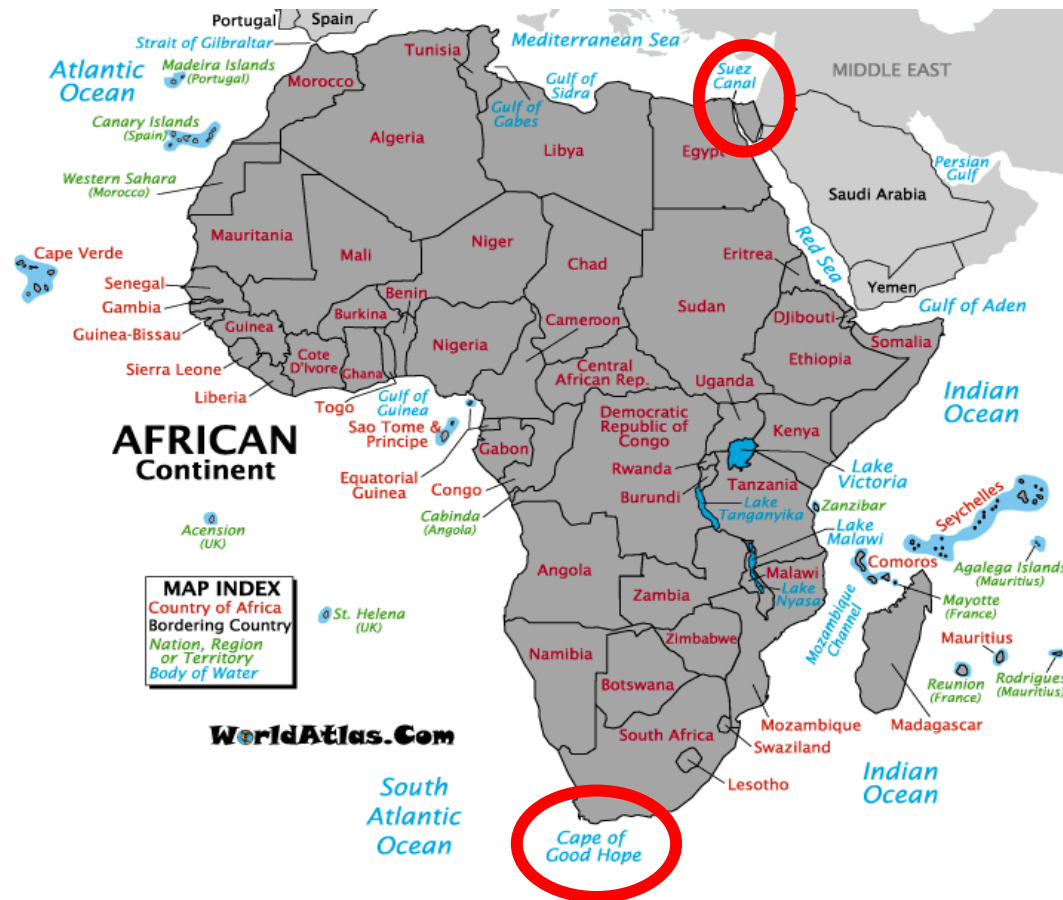 Portugal
Spain
Strait of Gilbraltar
Madeira Islands
(Portugal)
Atlantic
Ocean
Canary Islands
(Spain)
Western Sahara
(Morocco)
Morocco
Tunisia
Mediterranean Sea
Gulf of
Sidra
Gulf of
Gabes
Suez
Canal
MIDDLE EAST
Algeria
Libya
Egypt
Persian
Gulf
Saudi Arabia
Red Sea
Yemen
Gulf of Aden
Mauritania
Mali
Niger
Chad
Sudan
Eritrea
DJibouti
Somalia
Ethiopia
Cape Verde
Senegal
Gambia
Guinea-Bissau
Guinea
Sierra Leone
Liberia
Cote
D'Ivore
Burkina
Ghana
Benin
Togo
Nigeria
Cameroon
Central
African Rep.
Gulf of
Guinea
Sao Tome &
Principe
Equatorial
Guinea
Gabon
Congo
Cabinda
(Angola)
Democratic
Republic of
Congo
Uganda
Kenya
Rwanda
Burundi
Tanzania
Lake
Victoria
Lake
Tanganyika
Zanzibar
Indian
Ocean
Seychelles
Lake
Malawi
Comoros
Agalega Islands
(Mauritius)
Mayotte
(France)
Mauritius
Rodrigues
(Mauritius)
Reunion
(France)
Madagascar
Mozambique
Channel
AFRICAN
Continent
Acension
(UK)
St. Helena
(UK)
MAP INDEX
Country of Africa
Bordering Country
Nation, Region
or Territory
Body of Water
WorldAtlas.Com
Angola
Zambia
Malawi
Lake
Nyasa
Zimbabwe
Namibia
Botswana
Mozambique
South Africa
Swaziland
Lesotho
South
Atlantic
Ocean
Indian
Ocean
Cape of
Good Hope